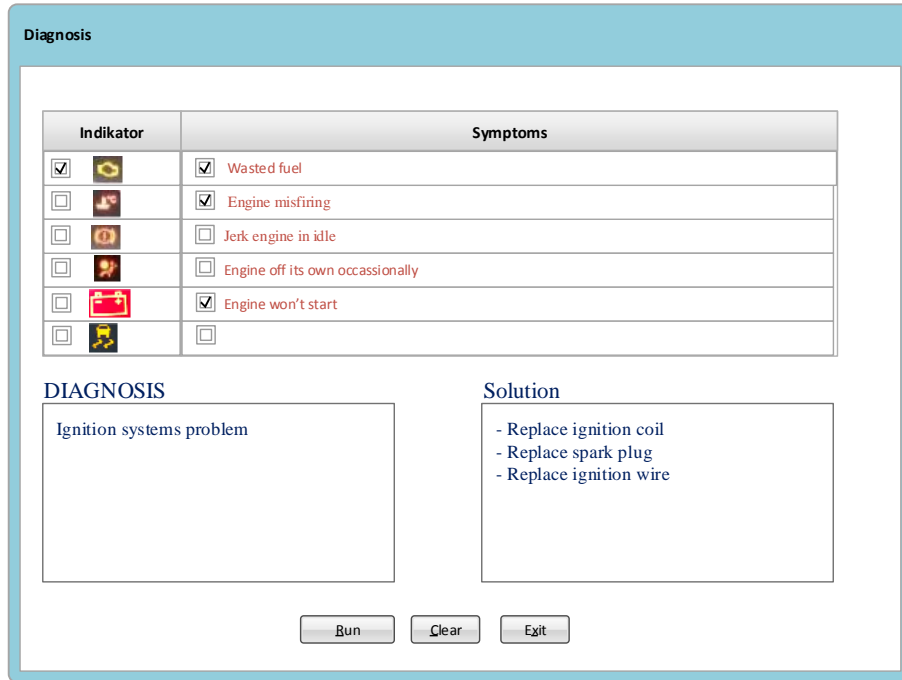 Diagnosis
Indikator Symptoms
Wasted fuel
Engine misfiring
Jerk engine in idle
Engine off its own occassionally
Engine won't start
DIAGNOSIS
Ignition systems problem
Solution
- Replace ignition coil
- Replace spark plug
- Replace ignition wire
Run Clear Exit